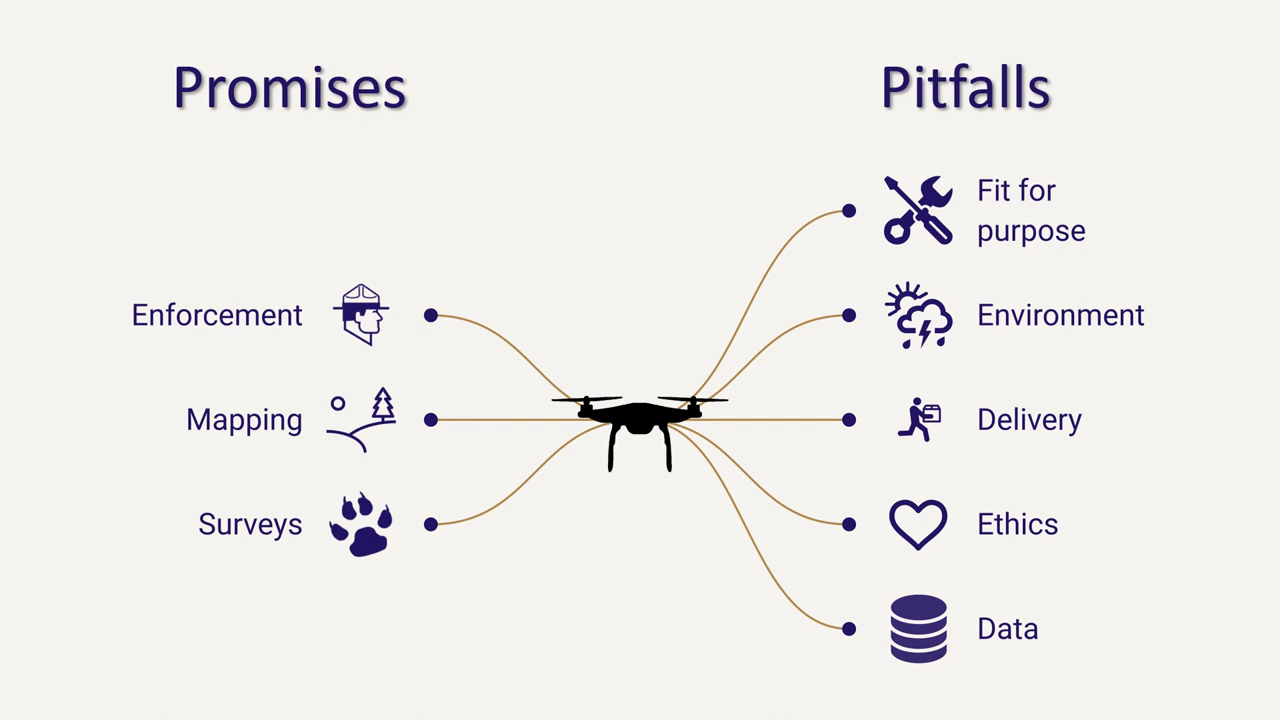 Promises
Pitfalls
Enforcement
Mapping
Surveys
Fit for
purpose
Environment
Delivery
Ethics
Data